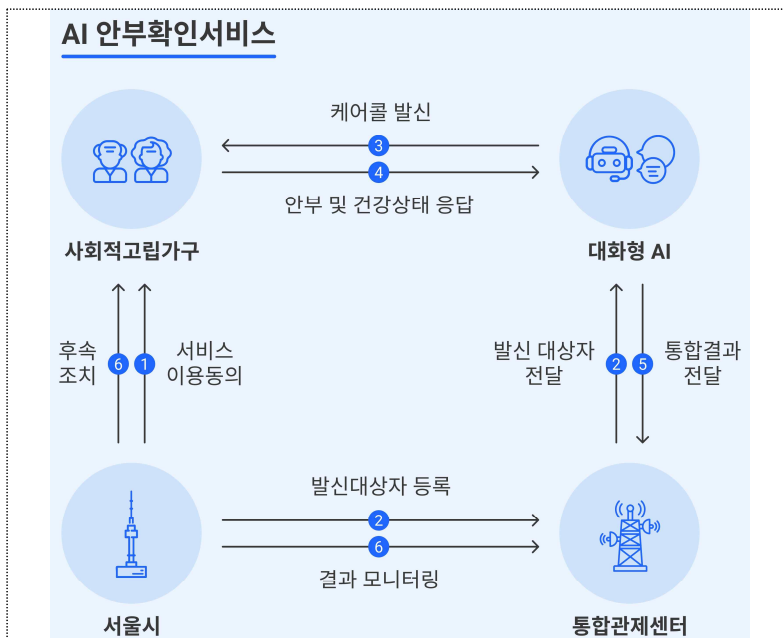 AI 안부확인서비스
케어콜 발신
3
4
안부 및 건강상태 응답
사회적고립가구
대화형 AI
후속
조치
6
1
서비스
이용동의
발신 대상자
전달
2
5
통합결과
전달
발신대상자 등록
2
6
결과 모니터링
서울시
통합관제센터